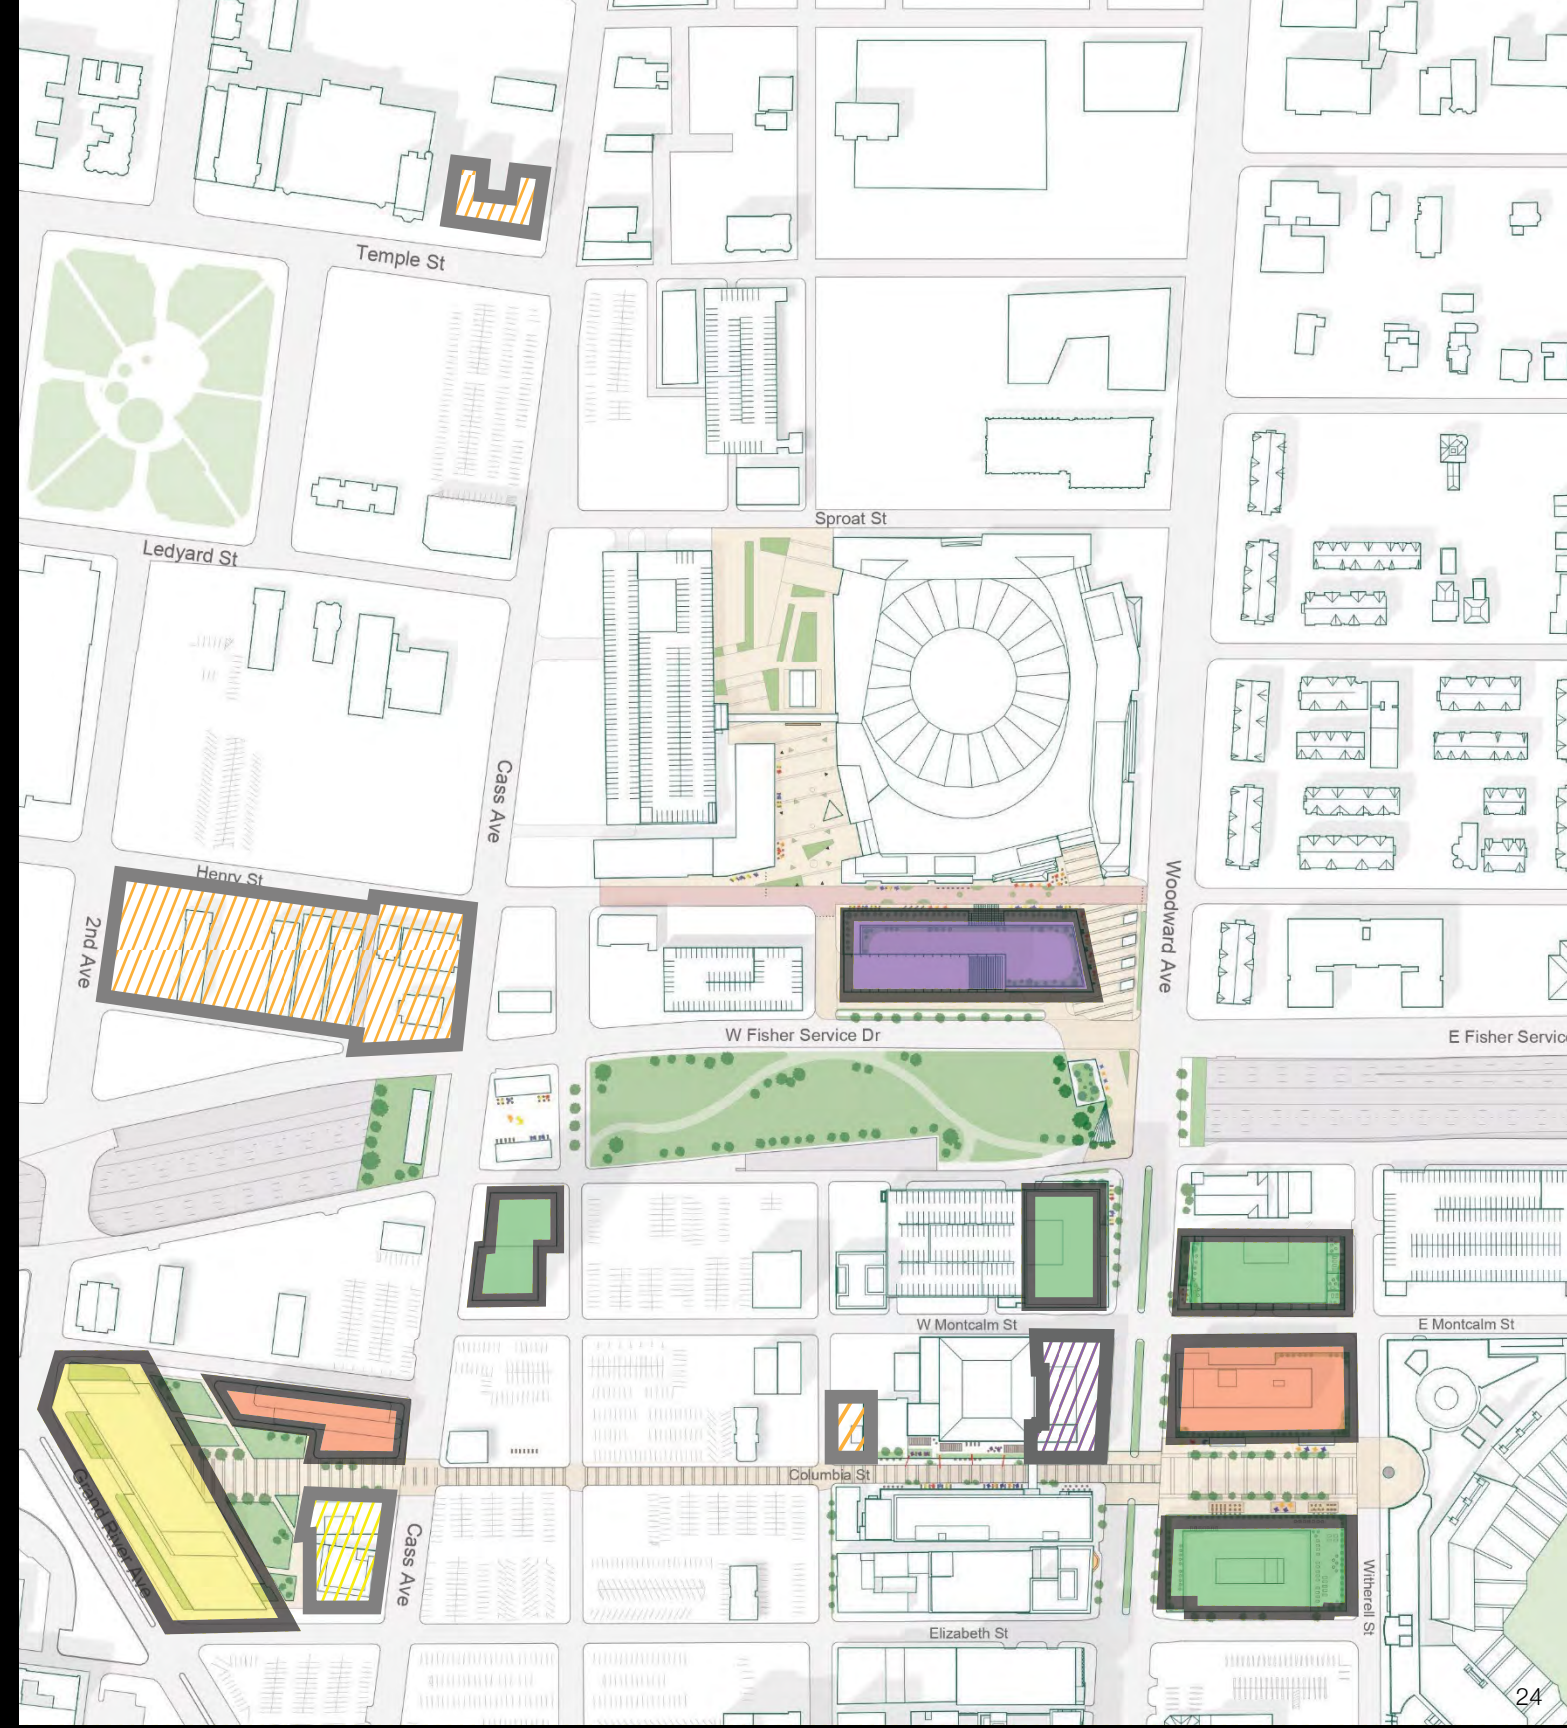 Temple St
Sproat St
Ledyard St
Cass Ave
Henry St
Woodward Ave
2nd Ave
W Fisher Service Dr
E Fisher Service
W Montcalm St
E Montcalm St
Columbia St
Grand River Ave
Cass Ave
Witherell St
Elizabeth St
24